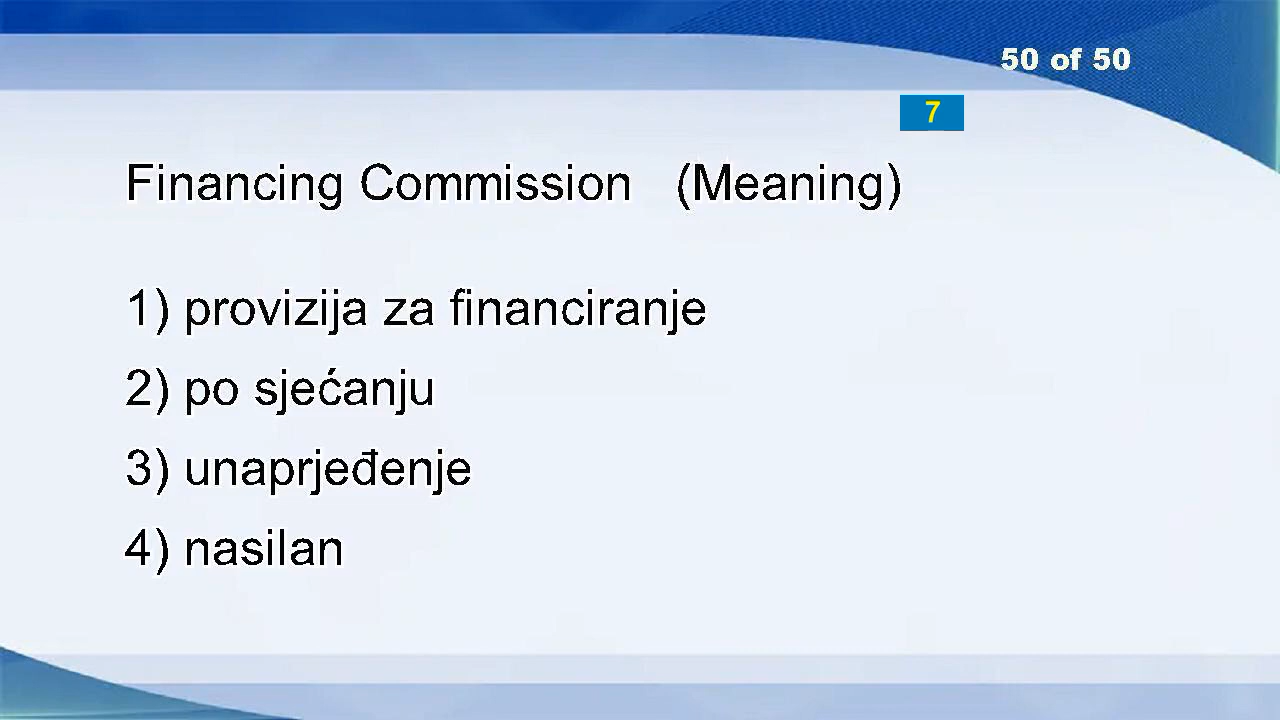 50 of 50
7
Financing Commission (Meaning)
1) provizija za financiranje
2) po sjećanju
3) unaprjeđenje
4) nasilan